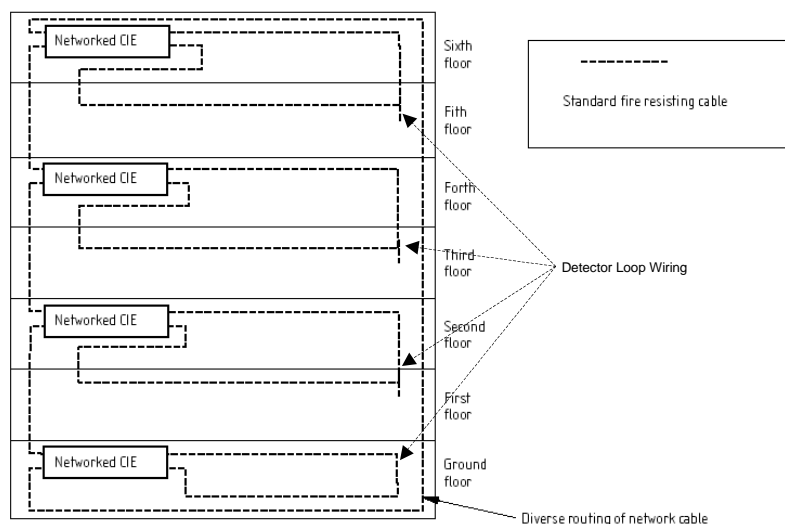 Networked CIE
Sixth
floor
Fith
floor
Networked CIE
Forth
floor
Third
floor
Networked CIE
Second
floor
First
floor
Networked CIE
Ground
floor
Standard fire resisting cable
Detector Loop Wiring
Diverse routing of network cable